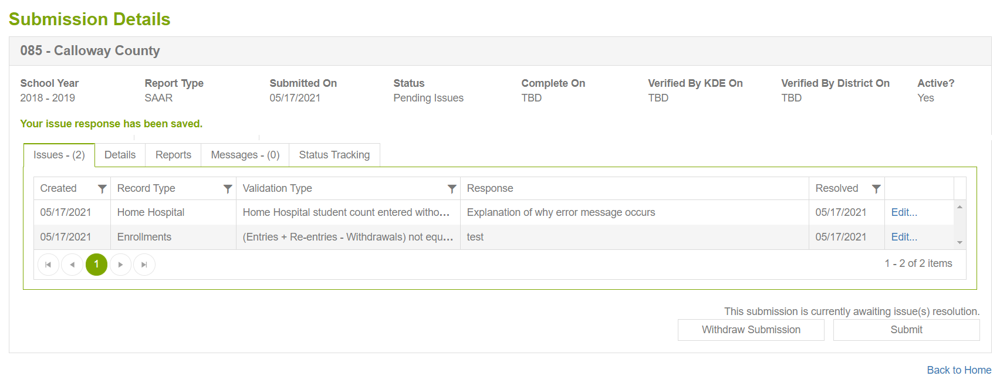 Submission Details
085 - Calloway County
School Year Report Type Submitted On Status Complete On Verified By KDE On Verified By District On Active?
2018 - 2019 SAAR 05/17/2021 Pending Issues TBD TBD TBD Yes
Your issue response has been saved.
Issues - (2) Details Reports Messages - (0) Status Tracking
Created Record Type Validation Type Response Resolved
05/17/2021 Home Hospital Home Hospital student count entered witho... Explanation of why error message occurs 05/17/2021 Edit...
05/17/2021 Enrollments (Entries + Re-entries - Withdrawals) not equ... test 05/17/2021 Edit...
1 1 - 2 of 2 items
This submission is currently awaiting issue(s) resolution.
Withdraw Submission Submit
Back to Home